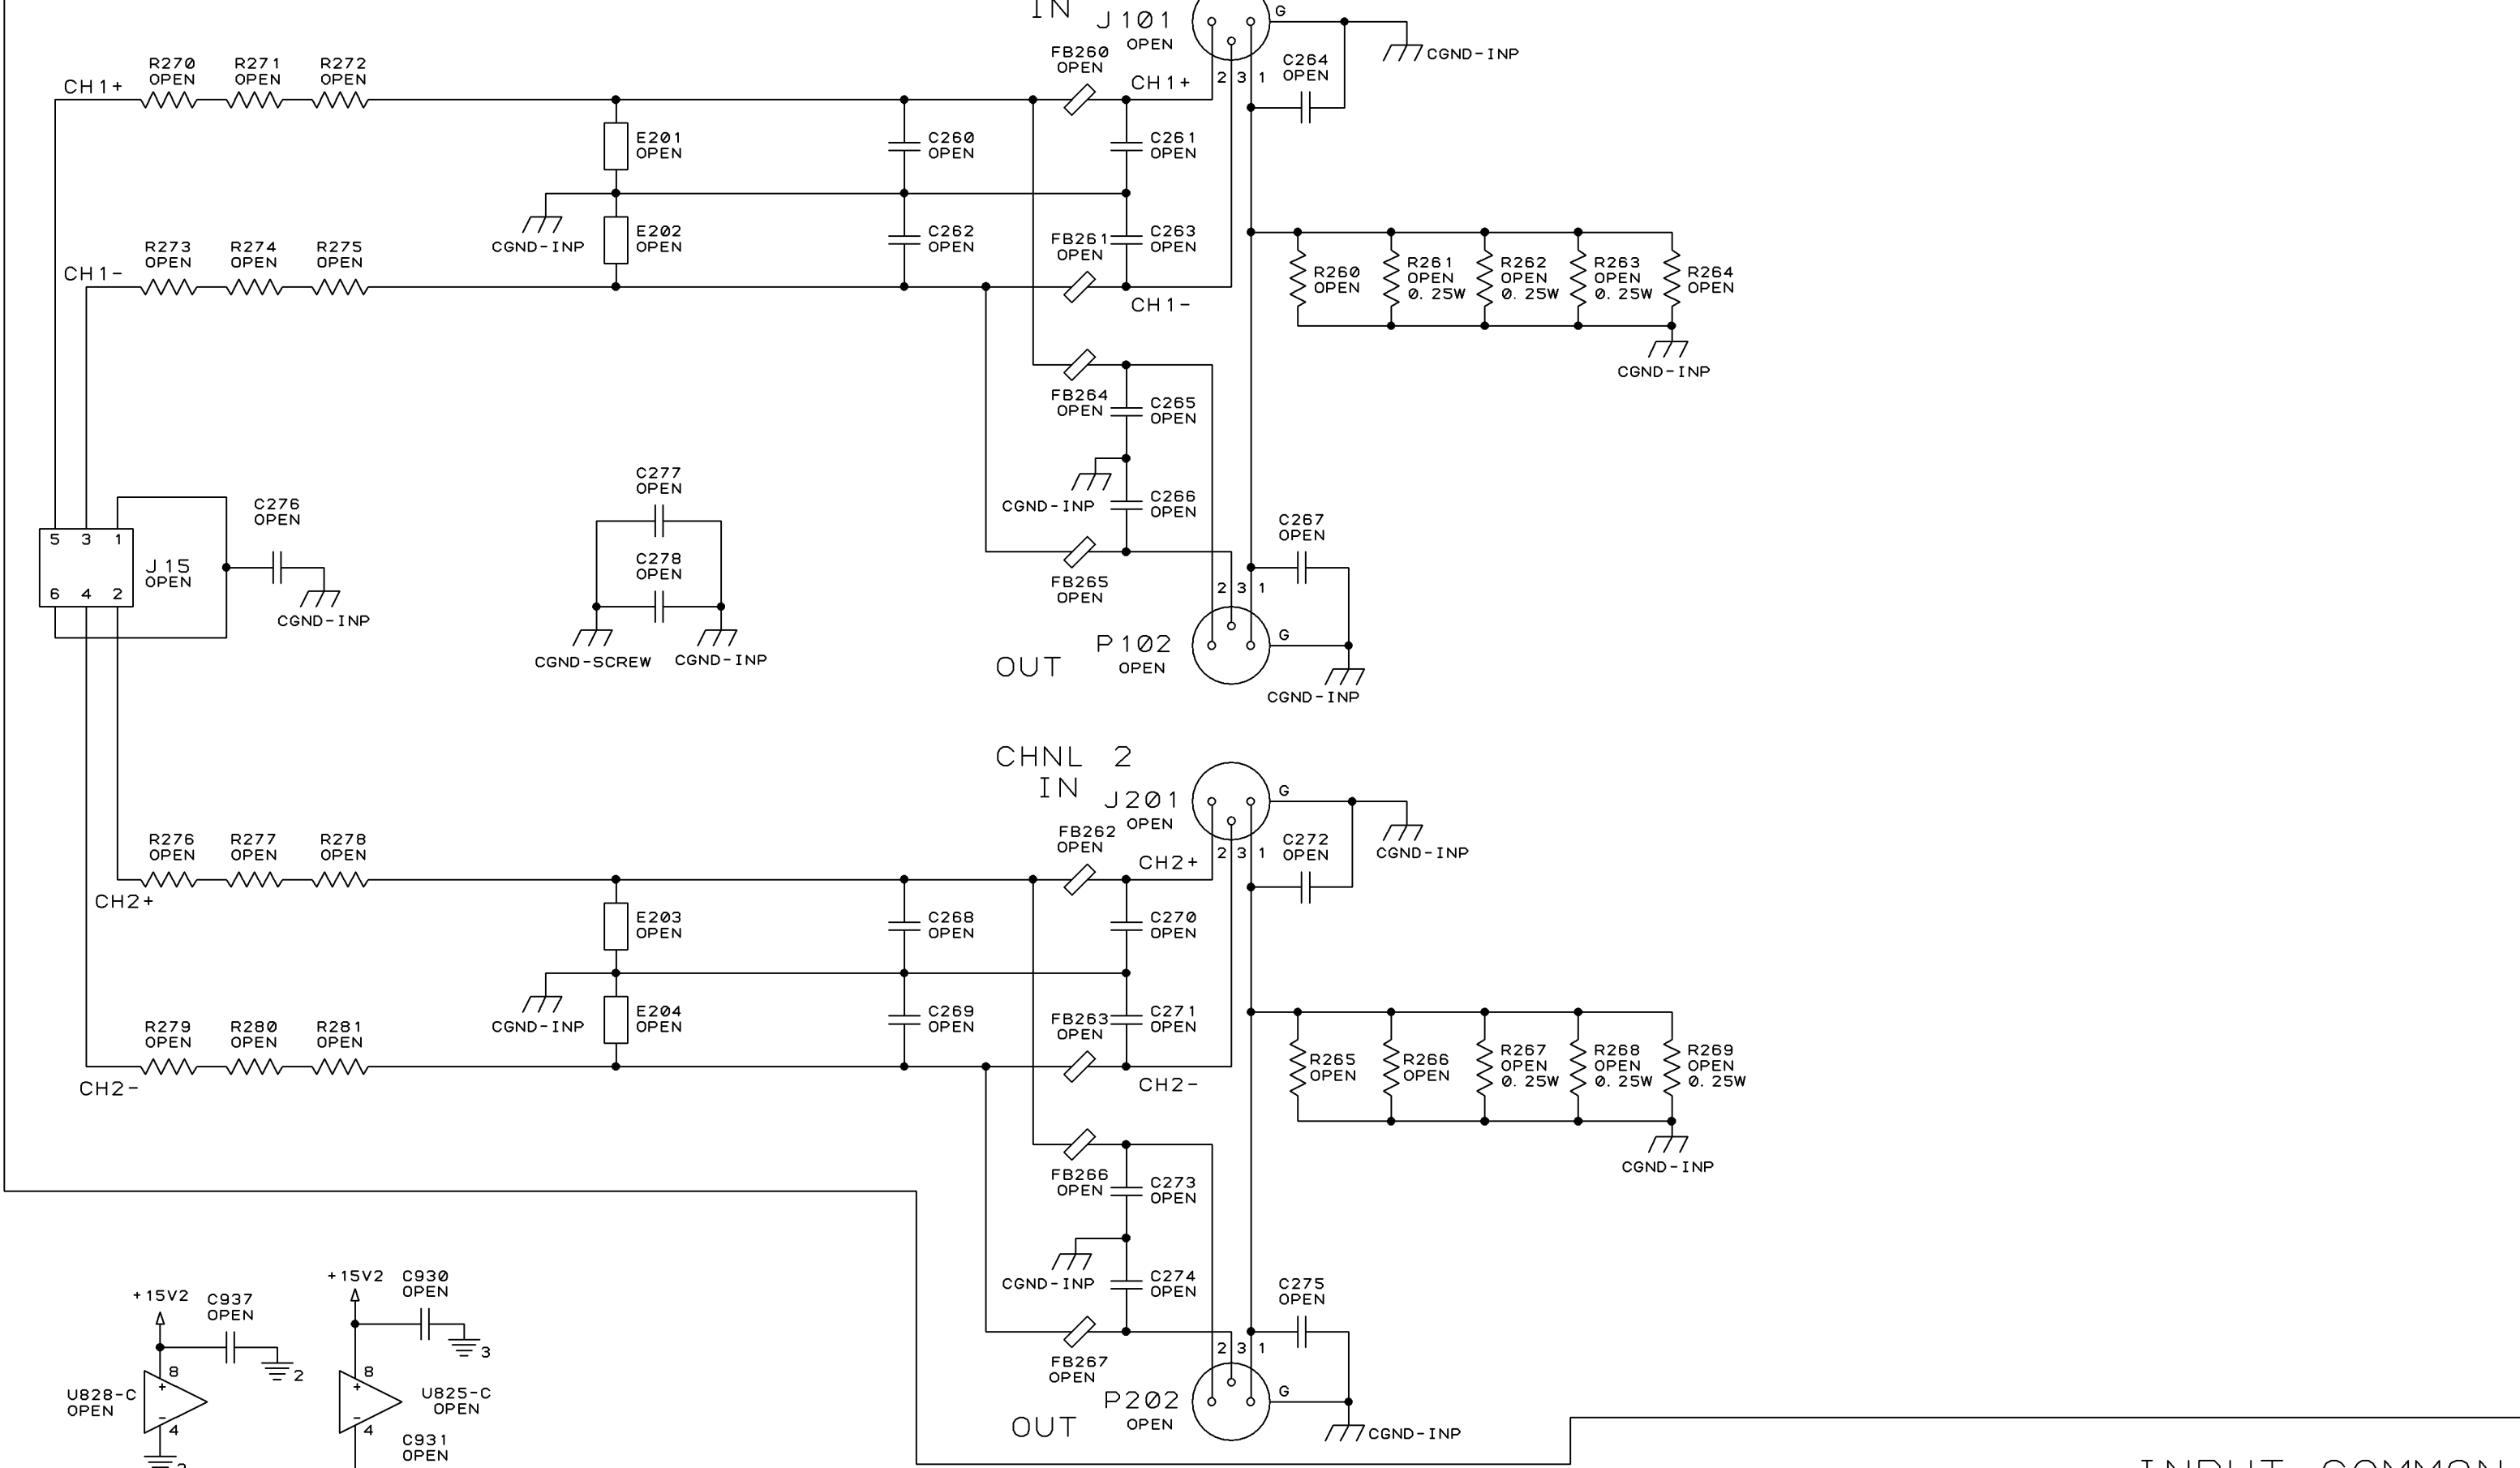 IN
J101
OPEN
G
CGND-INP
FB260
OPEN
CH1+
2 3 1
C264
OPEN
CH1+
R270
OPEN
R271
OPEN
R272
OPEN
E201
OPEN
C260
OPEN
C261
OPEN
CGND-INP
E202
OPEN
C262
OPEN
FB261
OPEN
C263
OPEN
CH1-
R273
OPEN
R274
OPEN
R275
OPEN
CH1-
R260
OPEN
R261
OPEN
0.25W
R262
OPEN
0.25W
R263
OPEN
0.25W
R264
OPEN
CGND-INP
FB264
OPEN
C265
OPEN
CGND-INP
C266
OPEN
FB265
OPEN
C267
OPEN
2 3 1
G
P102
OPEN
OUT
CGND-INP
C276
OPEN
5 3 1
J15
OPEN
6 4 2
CGND-INP
C277
OPEN
C278
OPEN
CGND-SCREW
CGND-INP
CHNL 2
IN
J201
OPEN
G
CGND-INP
FB262
OPEN
CH2+
2 3 1
C272
OPEN
R276
OPEN
R277
OPEN
R278
OPEN
CH2+
E203
OPEN
C268
OPEN
C270
OPEN
CGND-INP
E204
OPEN
C269
OPEN
FB263
OPEN
C271
OPEN
R279
OPEN
R280
OPEN
R281
OPEN
CH2-
CH2-
R265
OPEN
R266
OPEN
R267
OPEN
0.25W
R268
OPEN
0.25W
R269
OPEN
0.25W
CGND-INP
FB266
OPEN
C273
OPEN
CGND-INP
C274
OPEN
C275
OPEN
FB267
OPEN
2 3 1
G
P202
OPEN
OUT
CGND-INP
+15V2
C937
OPEN
2
8
+
U828-C
OPEN
-
4
+15V2
C930
OPEN
3
8
+
U825-C
OPEN
-
4
C931
OPEN
INPUT COMMON